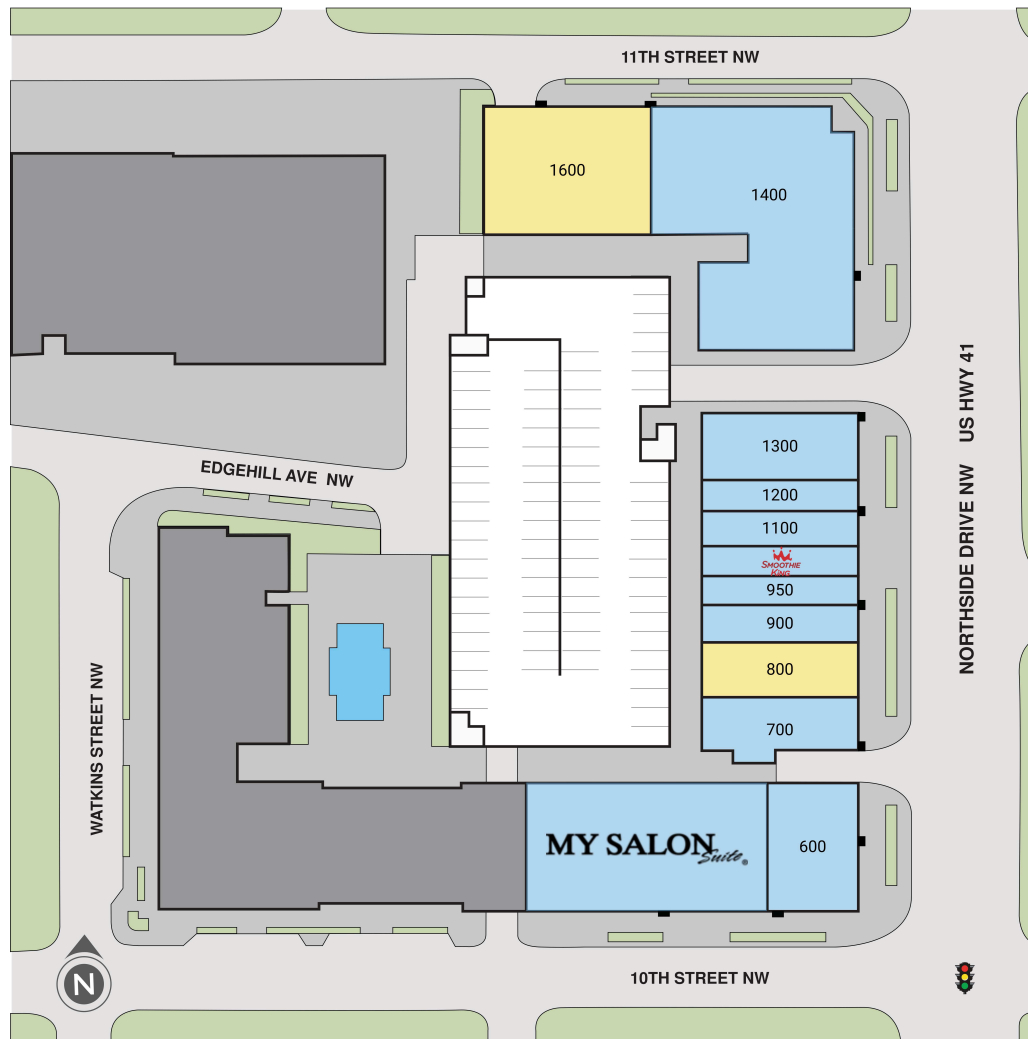 11TH STREET NW
1600
1400
US HWY 41
NORTHSIDE DRIVE NW
EDGEHILL AVE NW
1300
1200
1100
SMOOTHIE
KING
950
900
800
700
WATKINS STREET NW
MY SALON
Suite®
600
10TH STREET NW
N